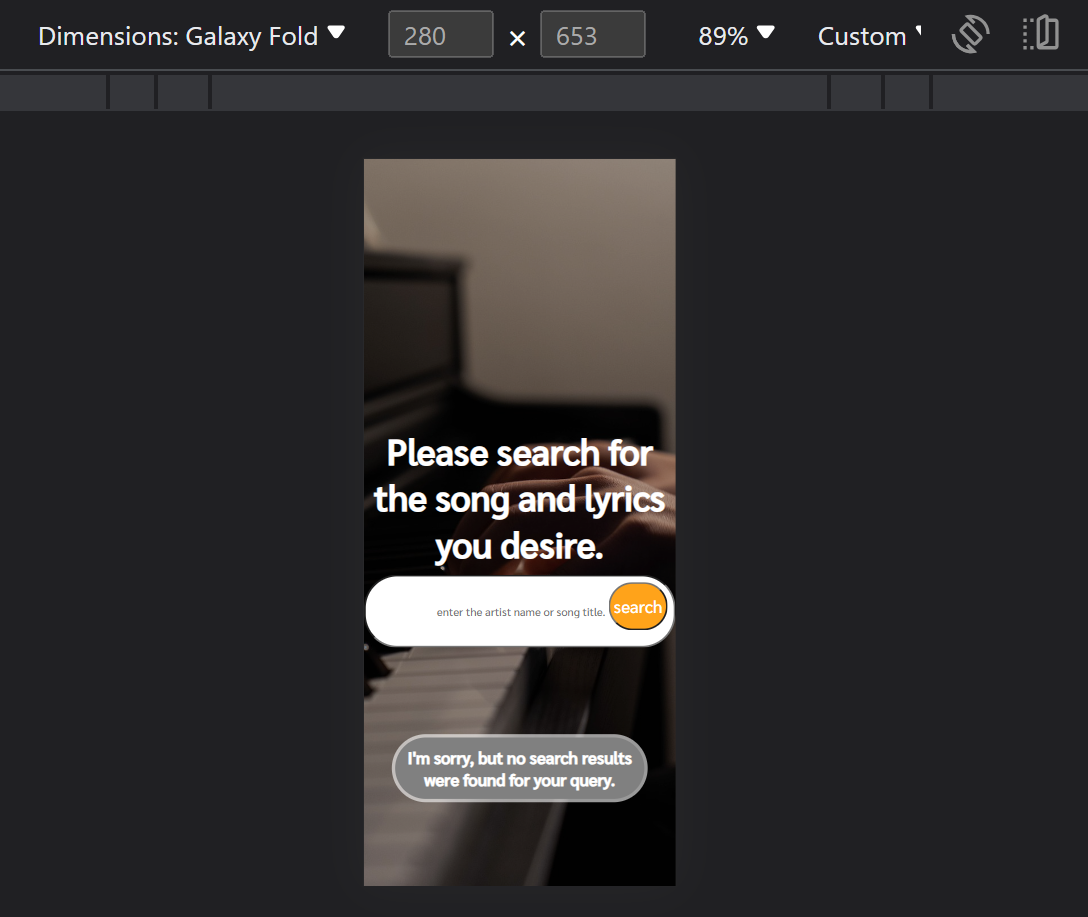 Dimensions: Galaxy Fold 280 × 653 89% Custom
Please search for
the song and lyrics
you desire.
enter the artist name or song title. search
I'm sorry, but no search results
were found for your query.